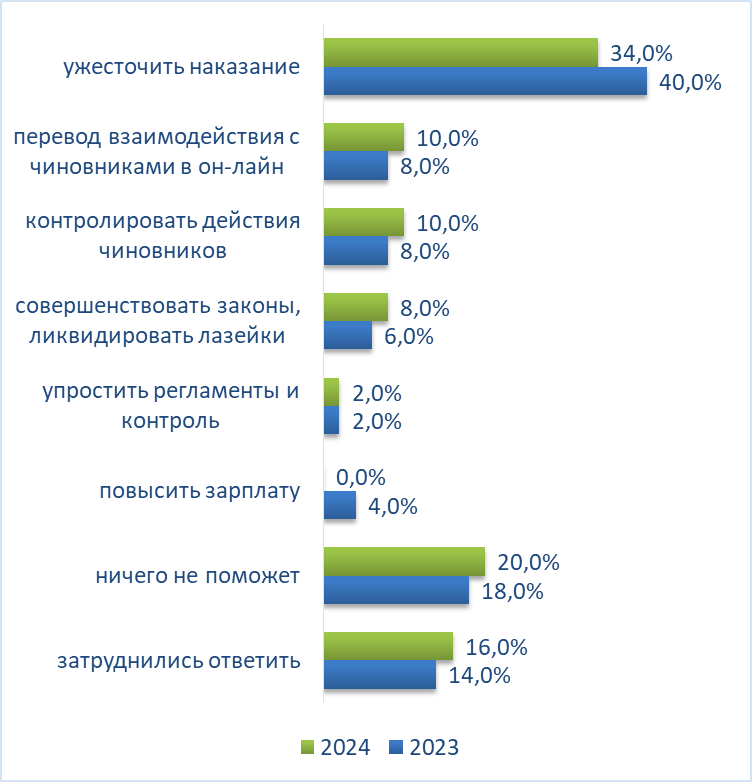 ужесточить наказание
34,0%
40,0%
перевод взаимодействия с
чиновниками в он-лайн
10,0%
8,0%
контролировать действия
чиновников
10,0%
8,0%
совершенствовать законы,
ликвидировать лазейки
8,0%
6,0%
упростить регламенты и
контроль
2,0%
2,0%
повысить зарплату
0,0%
4,0%
ничего не поможет
20,0%
18,0%
затруднились ответить
16,0%
14,0%
2024 2023